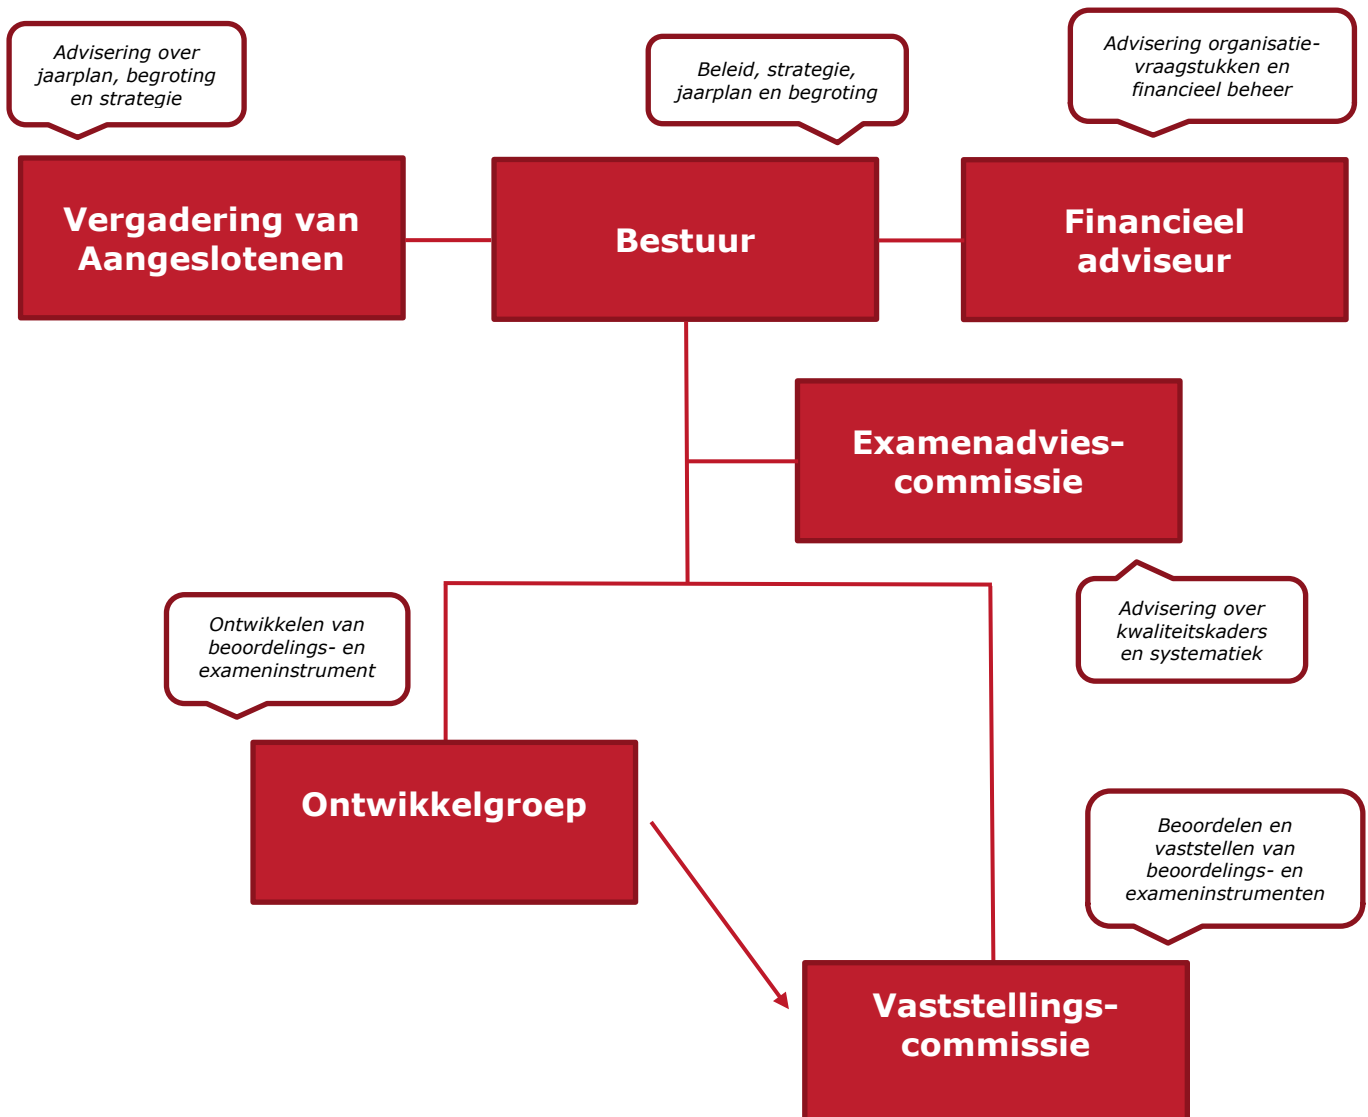 Advisering over
jaarplan, begroting
en strategie
Beleid, strategie,
jaarplan en begroting
Advisering organisatie-
vraagstukken en
financieel beheer
Vergadering van
Aangeslotenen
Bestuur
Financieel
adviseur
Examenadvies-
commissie
Advisering over
kwaliteitskaders
en systematiek
Ontwikkelen van
beoordelings- en
exameninstrument
Ontwikkelgroep
Beoordelen en
vaststellen van
beoordelings- en
exameninstrumenten
Vaststellings-
commissie